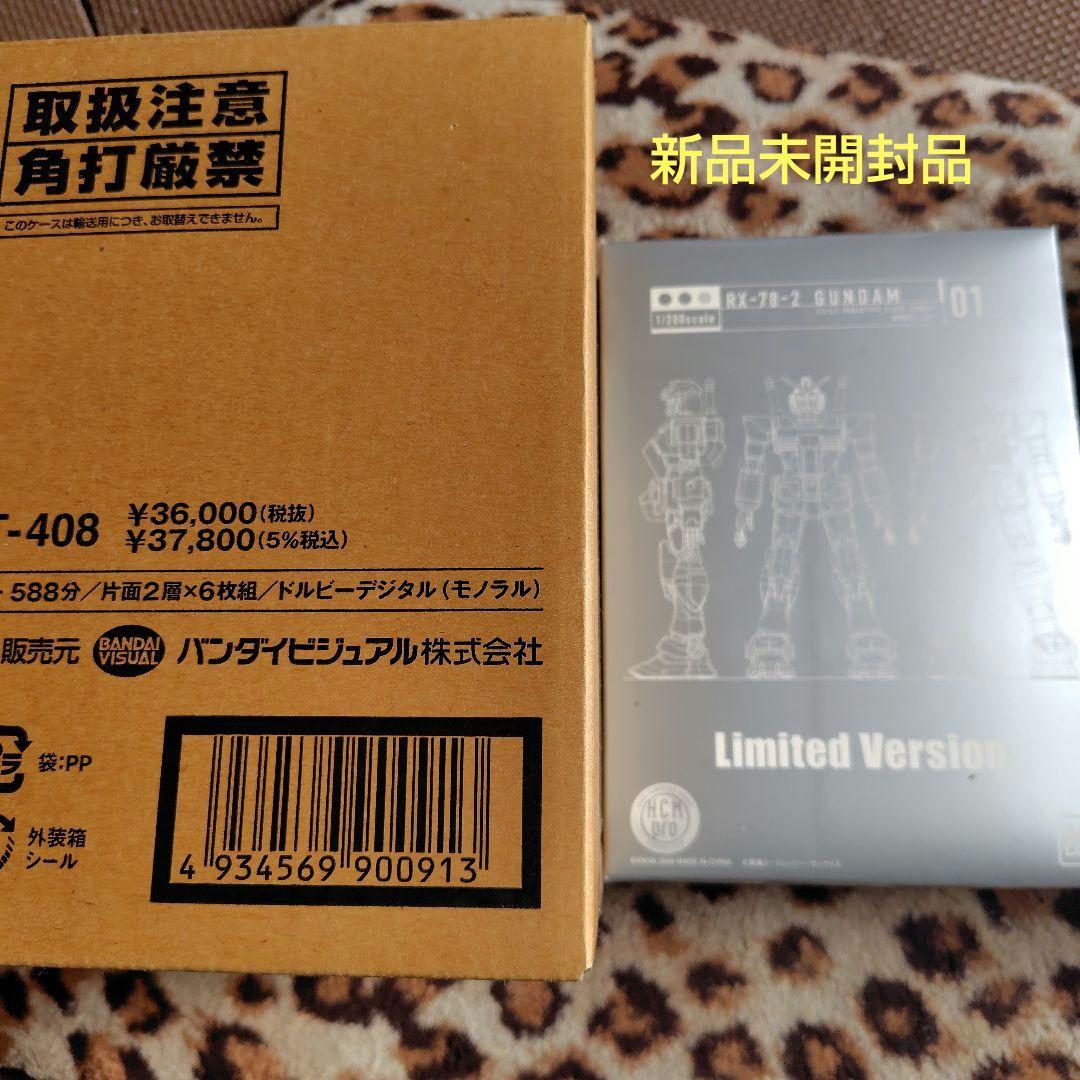 取扱注意
角打厳禁
このケースは輸送用につき、お取替えできません。
新品未開封品
T-408
¥36,000(税抜)
¥37,800(5%税込)
588分/片面2層×6枚組/ドルビーデジタル(モノラル)
販売元 BANDAI VISUAL バンダイビジュアル株式会社
袋:PP
外装箱
シール
4 934569 900913
RX-78-2 GUNDAM
01
1/200scale
Limited Version
HCM
pro